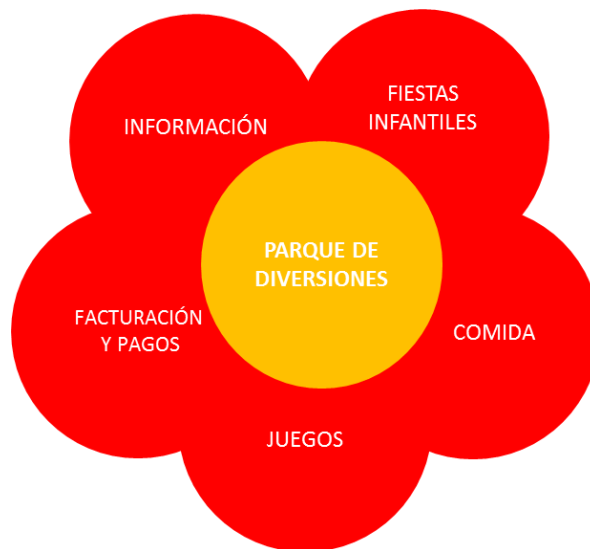 INFORMACIÓN
FIESTAS
INFANTILES
PARQUE DE
DIVERSIONES
FACTURACIÓN
Y PAGOS
COMIDA
JUEGOS